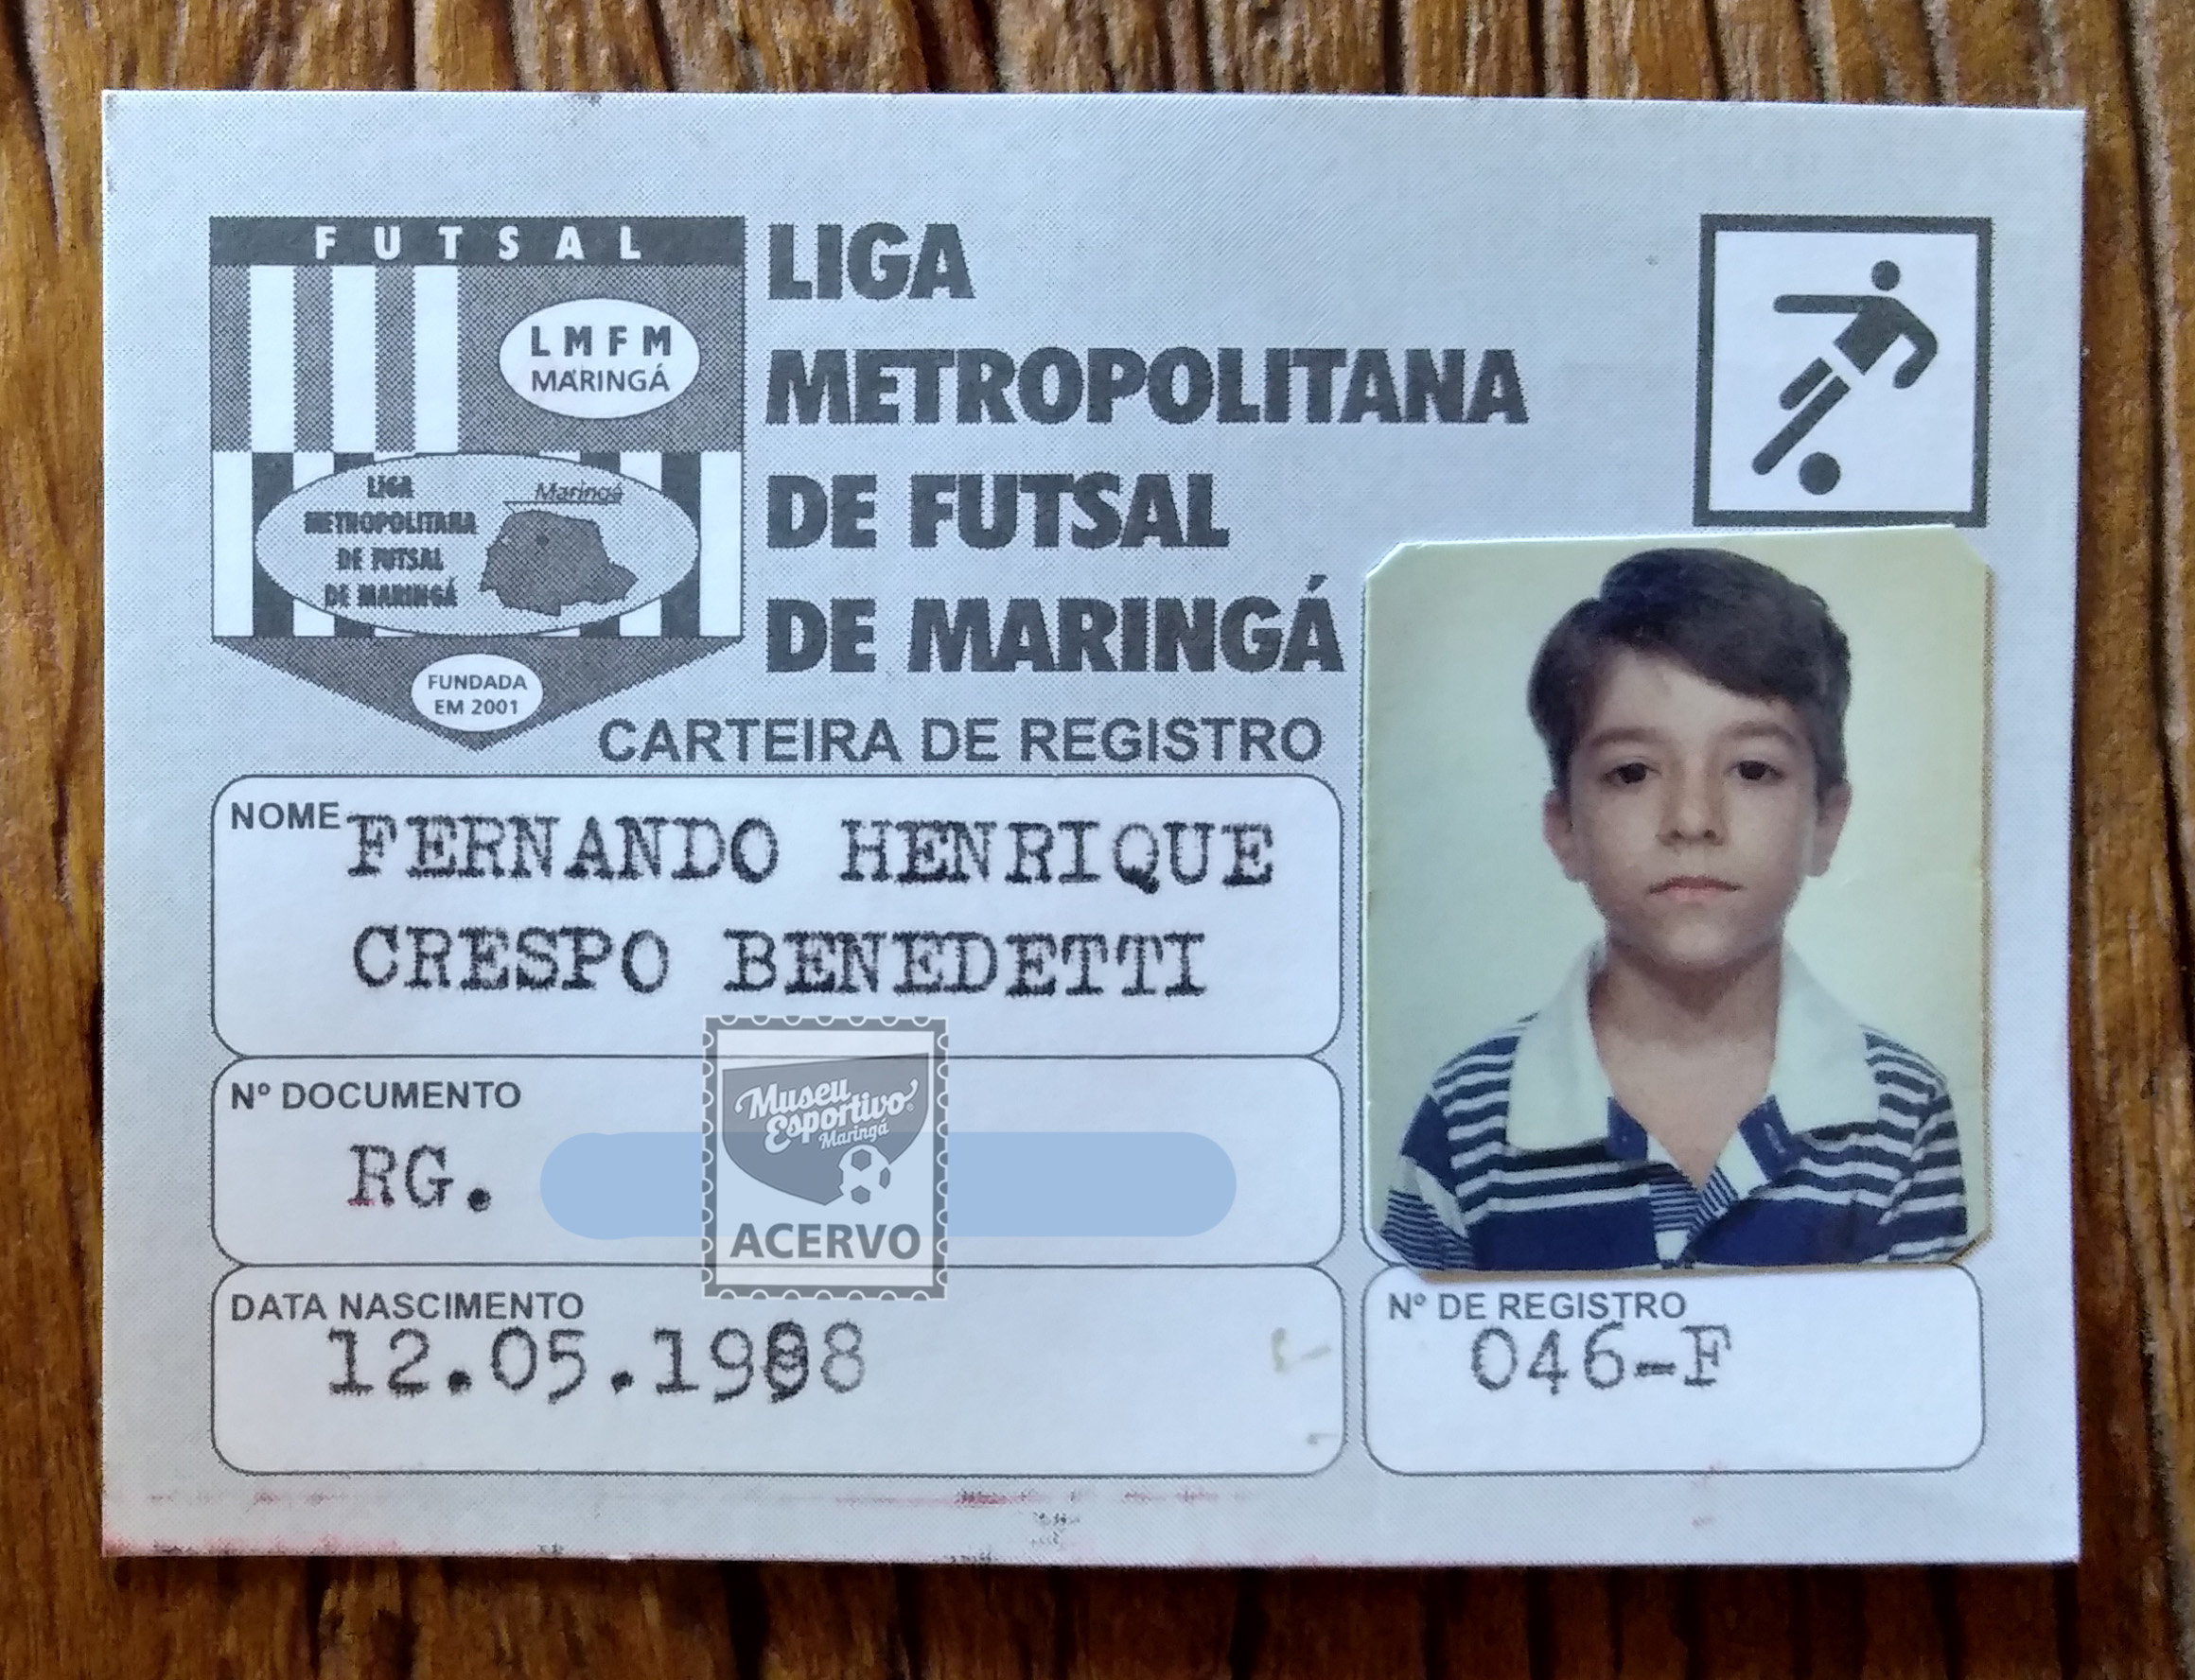 FUTSAL
LMFM
MARINGÁ
LIGA
METROPOLITANA
DE FUTSAL
DE MARINGÁ
Maringá
FUNDADA
EM 2001
LIGA
METROPOLITANA
DE FUTSAL
DE MARINGÁ
CARTEIRA DE REGISTRO
NOME FERNANDO HENRIQUE
CRESPO BENEDETTI
Nº DOCUMENTO
RG.
Museu
Esportivo
Maringá
ACERVO
DATA NASCIMENTO
12.05.1988
Nº DE REGISTRO
046-F